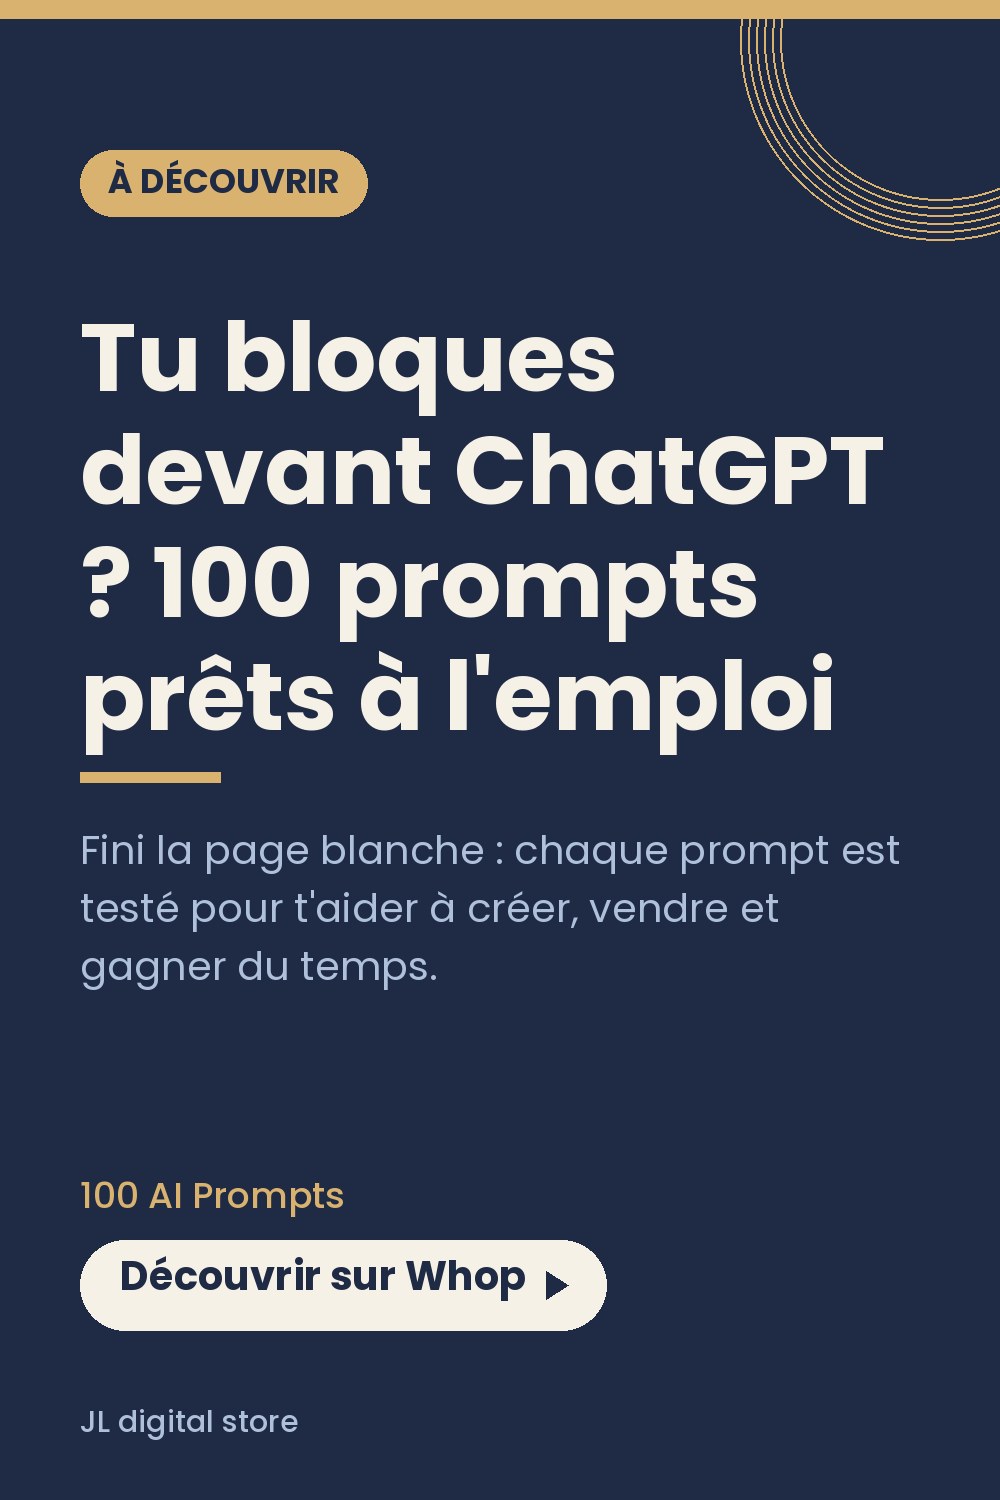 À DÉCOUVRIR
Tu bloques
devant ChatGPT
? 100 prompts
prêts à l'emploi
Fini la page blanche : chaque prompt est
testé pour t'aider à créer, vendre et
gagner du temps.
100 AI Prompts
Découvrir sur Whop
JL digital store